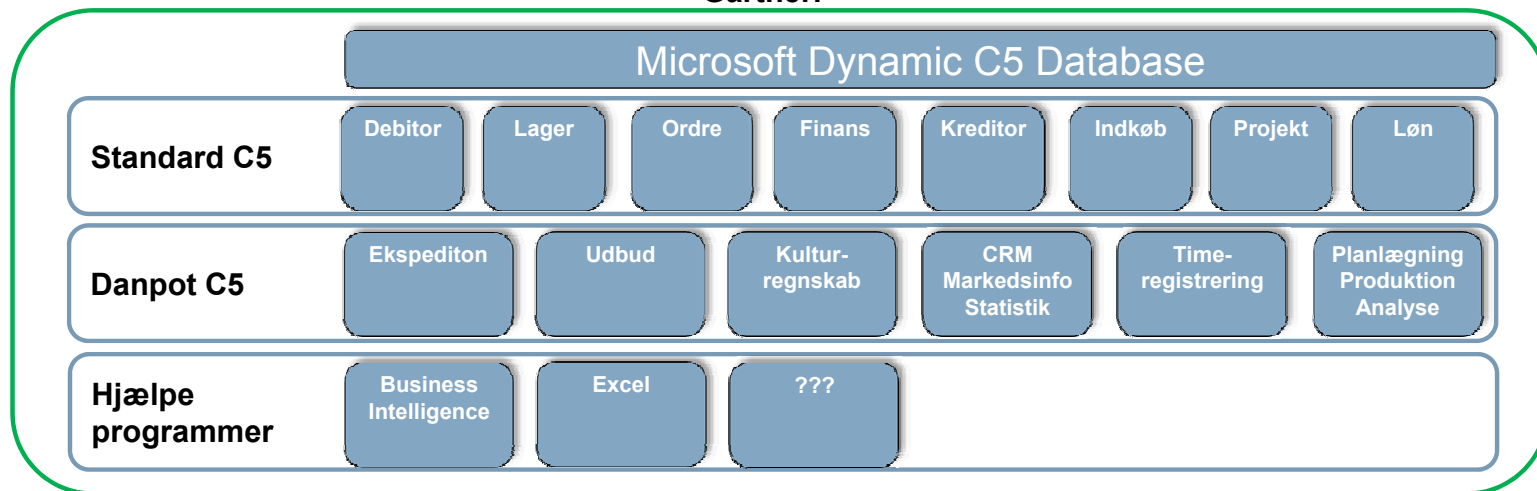 Microsoft Dynamic C5 Database
Standard C5
Debitor
Lager
Ordre
Finans
Kreditor
Indkøb
Projekt
Løn
Danpot C5
Ekspediton
Udbud
Kultur-
regnskab
CRM
Markedsinfo
Statistik
Time-
registrering
Planlægning
Produktion
Analyse
Hjælpe
programmer
Business
Intelligence
Excel
???